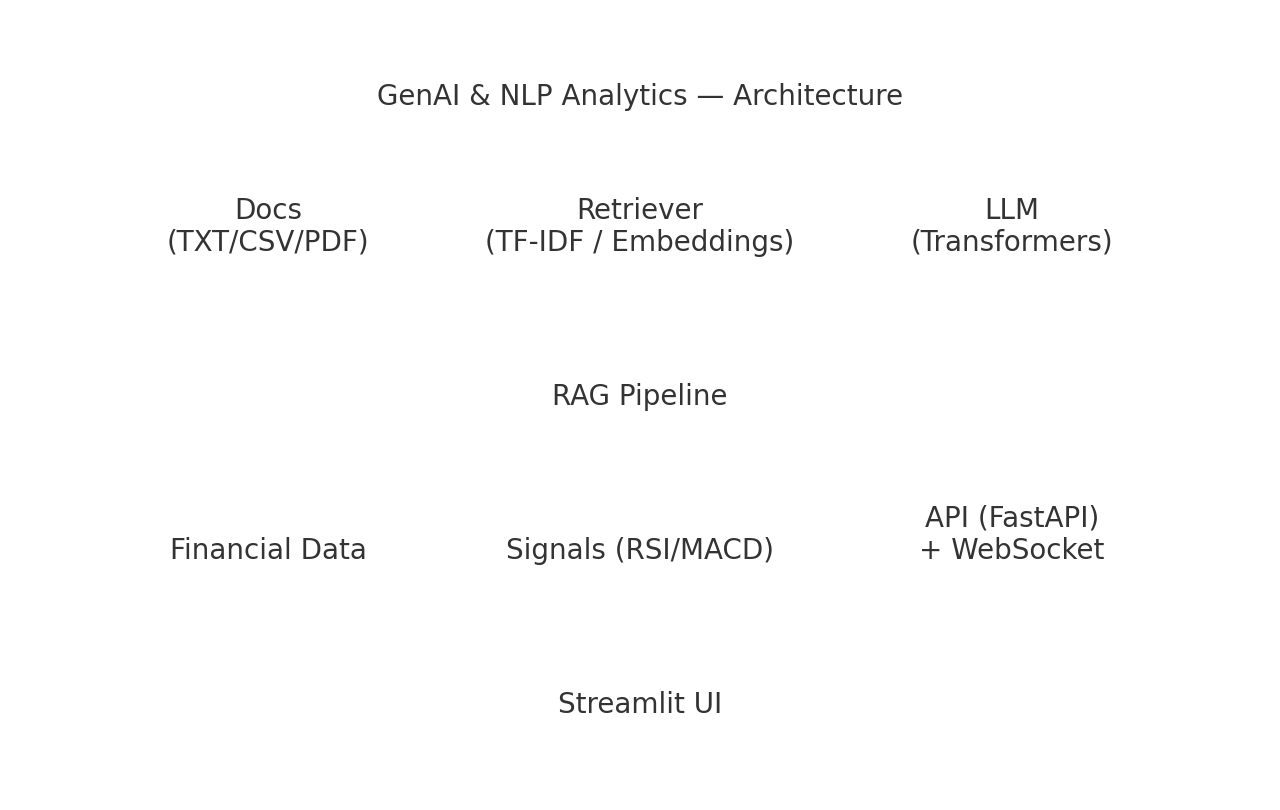 GenAI & NLP Analytics — Architecture
Docs
(TXT/CSV/PDF)
Retriever
(TF-IDF / Embeddings)
LLM
(Transformers)
RAG Pipeline
Financial Data
Signals (RSI/MACD)
API (FastAPI)
+ WebSocket
Streamlit UI